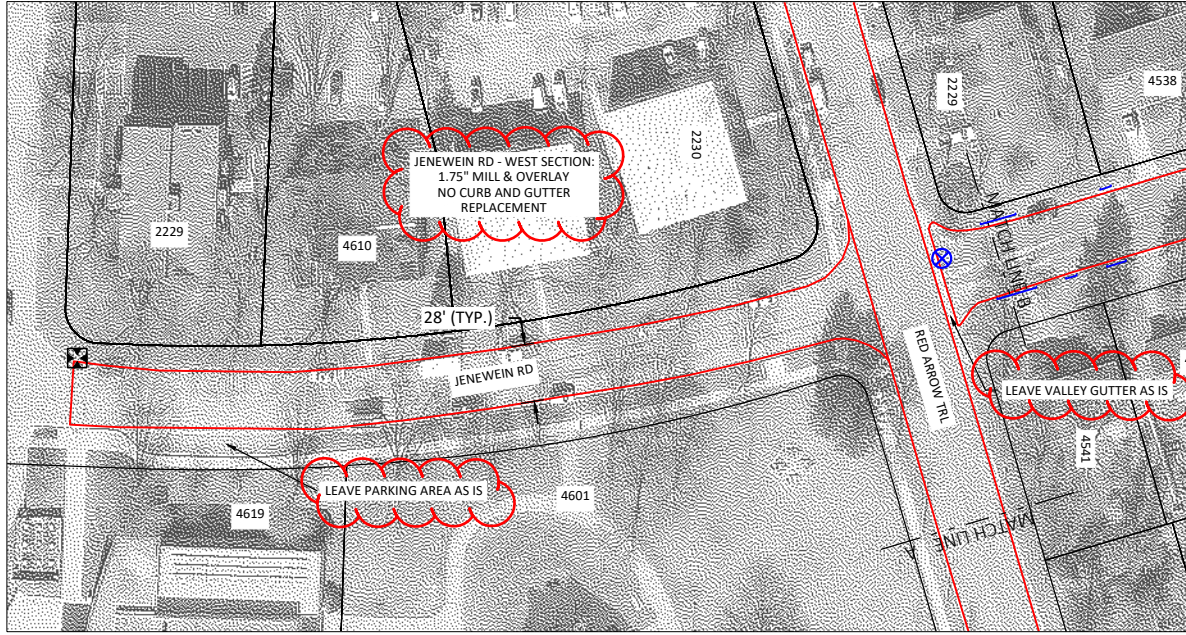 4538
2229
2230
JENEWEIN RD - WEST SECTION:
1.75" MILL & OVERLAY
NO CURB AND GUTTER
REPLACEMENT
2229
4610
MATCH LINE B
28' (TYP.)
JENEWEIN RD
RED ARROW TRL
LEAVE VALLEY GUTTER AS IS
4541
LEAVE PARKING AREA AS IS
4601
4619
MATCH LINE
A